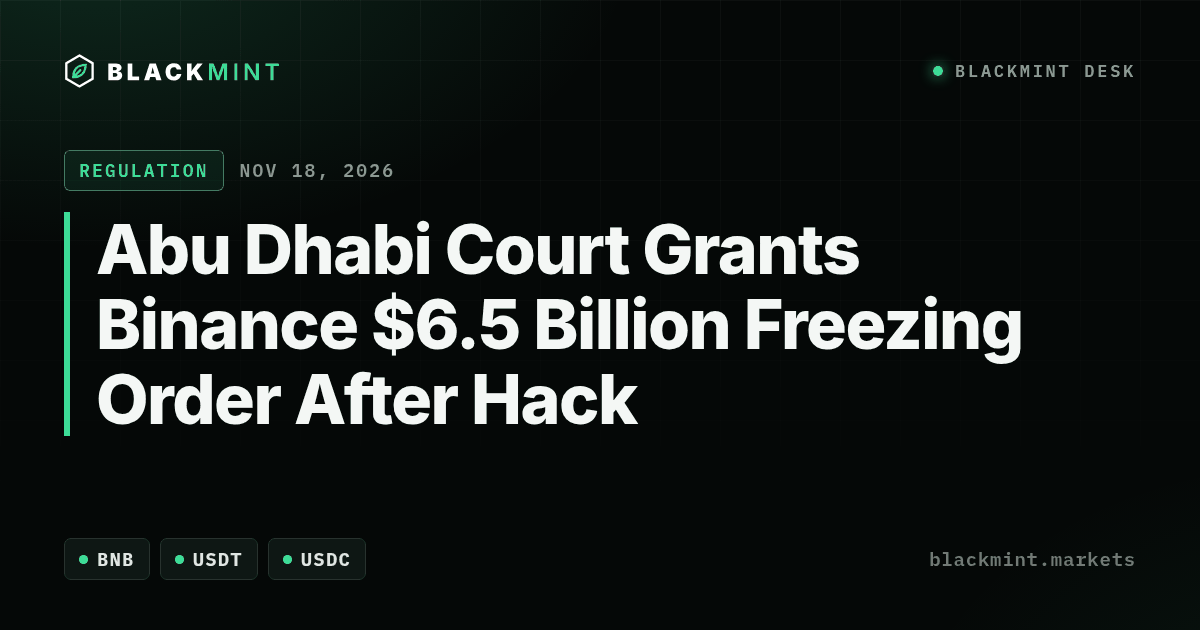 BLACKMINT
BLACKMINT DESK
REGULATION
NOV 18, 2026
Abu Dhabi Court Grants
Binance $6.5 Billion Freezing
Order After Hack
BNB
USDT
USDC
blackmint.markets